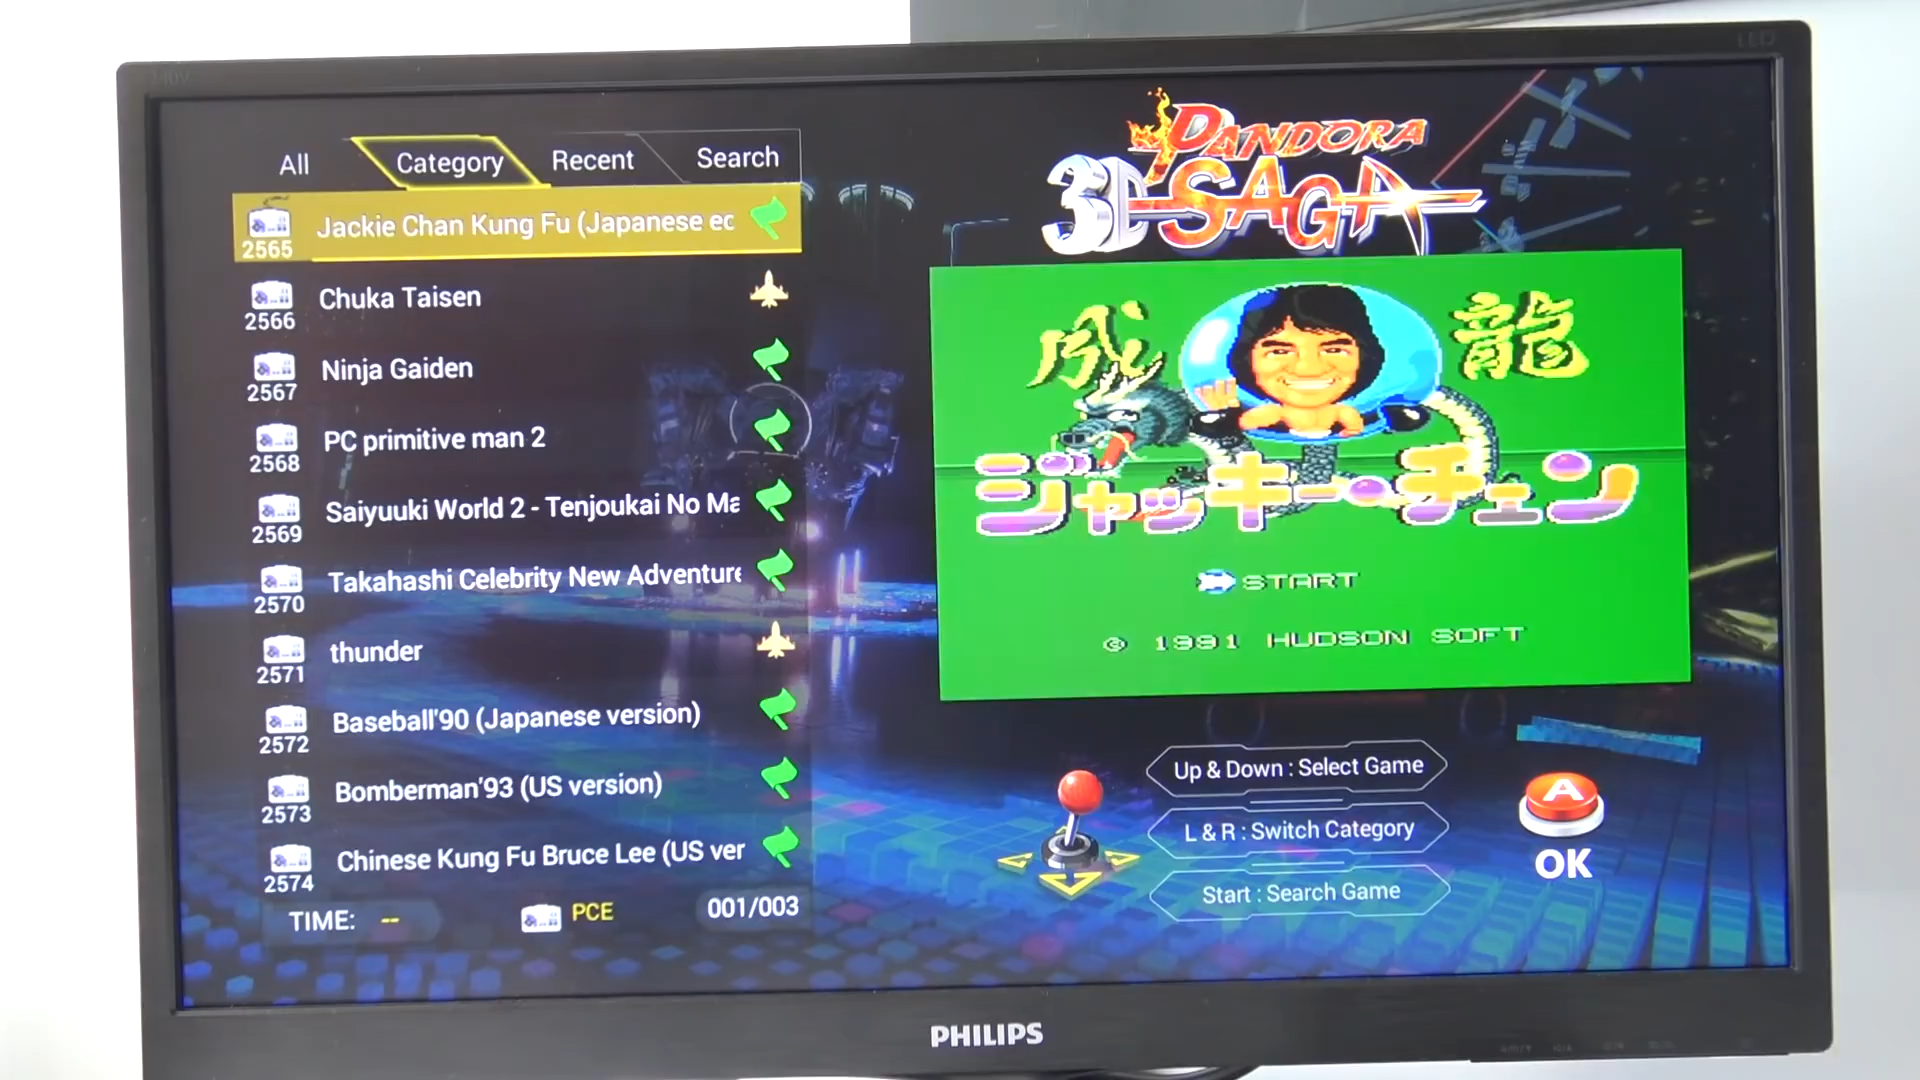 All
Category
Recent
Search
2565 Jackie Chan Kung Fu (Japanese ec
2566 Chuka Taisen
2567 Ninja Gaiden
2568 PC primitive man 2
2569 Saiyuuki World 2 - Tenjoukai No Ma
2570 Takahashi Celebrity New Adventure
2571 thunder
2572 Baseball'90 (Japanese version)
2573 Bomberman'93 (US version)
2574 Chinese Kung Fu Bruce Lee (US ver
TIME: --
PCE
001/003
PANDORA
3D SAGA
成龍
ジャッキーチェン
START
© 1991 HUDSON SOFT
Up & Down : Select Game
L & R : Switch Category
Start : Search Game
A
OK
PHILIPS
LED